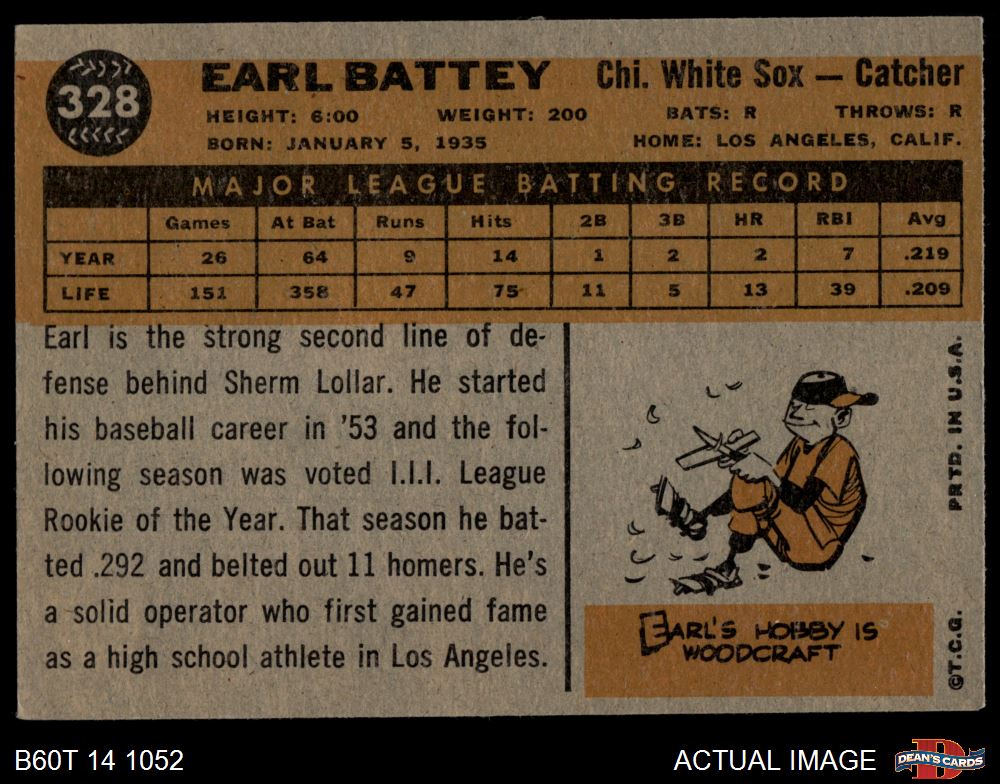 328
EARL BATTEY Chi. White Sox — Catcher
HEIGHT: 6:00 WEIGHT: 200 BATS: R THROWS: R
BORN: JANUARY 5, 1935 HOME: LOS ANGELES, CALIF.
MAJOR LEAGUE BATTING RECORD
Games At Bat Runs Hits 2B 3B HR RBI Avg
YEAR 26 64 9 14 1 2 2 7 .219
LIFE 151 358 47 75 11 5 13 39 .209
Earl is the strong second line of de-
fense behind Sherm Lollar. He started
his baseball career in '53 and the fol-
lowing season was voted I.I.I. League
Rookie of the Year. That season he bat-
ted .292 and belted out 11 homers. He's
a solid operator who first gained fame
as a high school athlete in Los Angeles.
EARL'S HOBBY IS
WOODCRAFT
©T.C.G. PRTD. IN U.S.A.
B60T 14 1052 ACTUAL IMAGE
D
DEAN'S CARDS